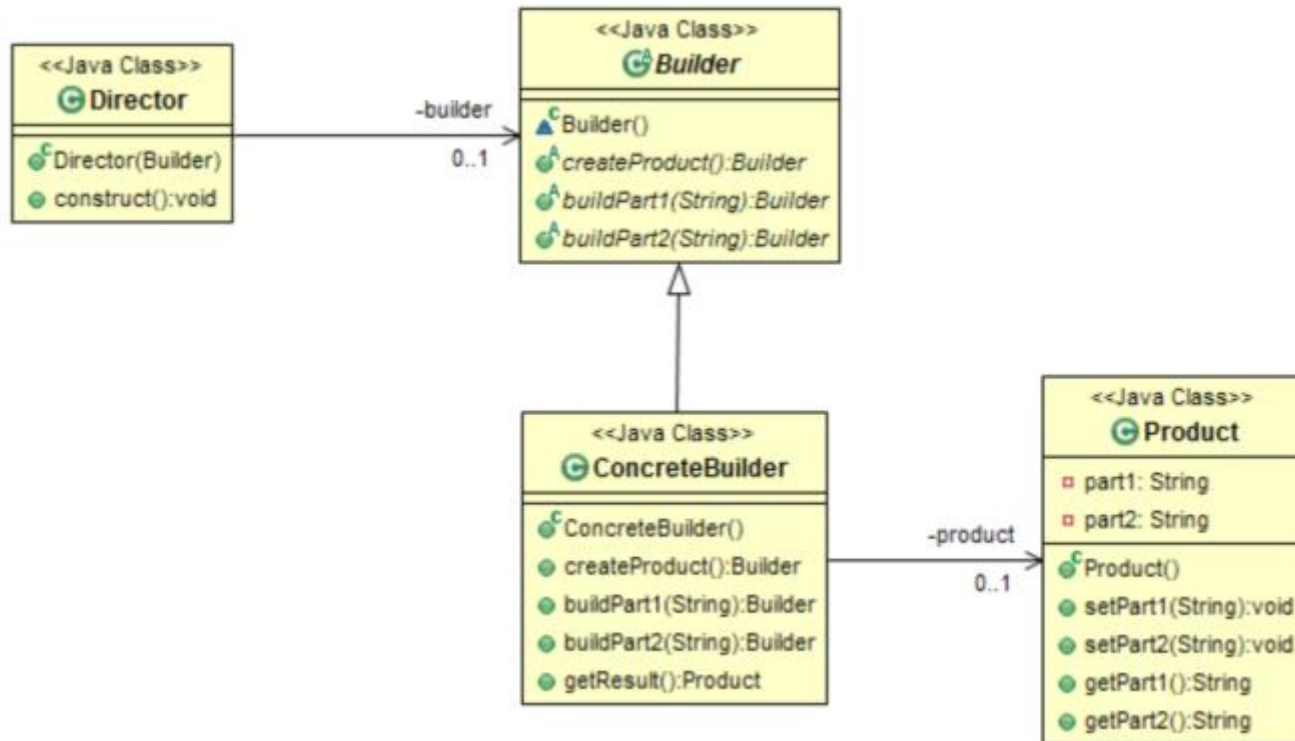 <<Java Class>>
Director
Director(Builder)
construct():void
-builder
0..1
<<Java Class>>
Builder
Builder()
createProduct():Builder
buildPart1(String):Builder
buildPart2(String):Builder
<<Java Class>>
ConcreteBuilder
ConcreteBuilder()
createProduct():Builder
buildPart1(String):Builder
buildPart2(String):Builder
getResult():Product
-product
0..1
<<Java Class>>
Product
part1: String
part2: String
Product()
setPart1(String):void
setPart2(String):void
getPart1():String
getPart2():String